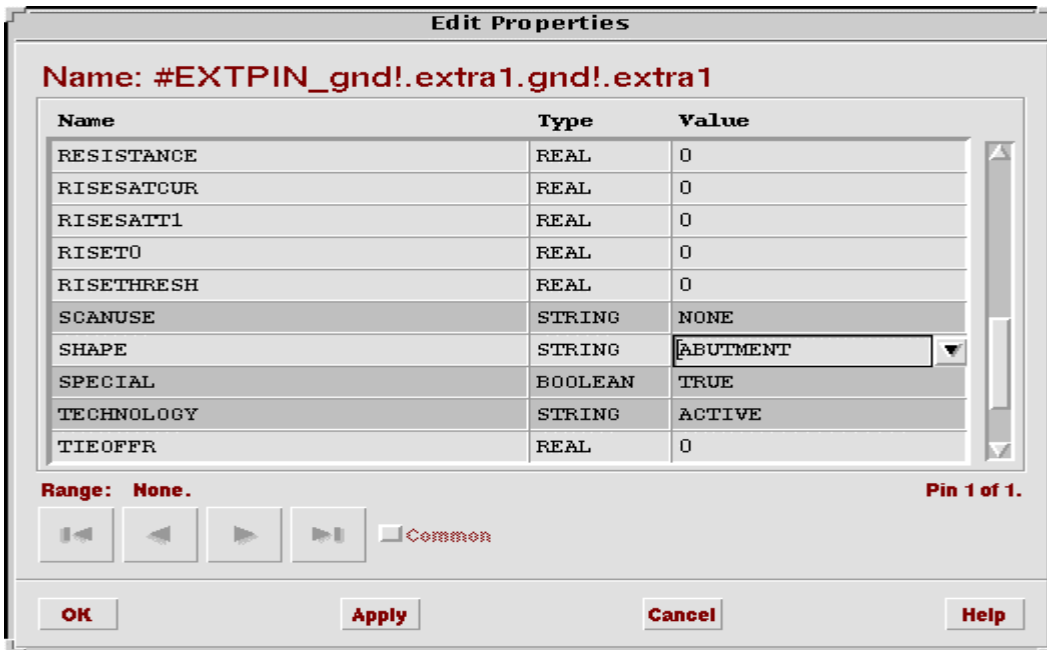 Edit Properties
Name: #EXTPIN_gnd!.extra1.gnd!.extra1
Name Type Value
RESISTANCE REAL 0
RISESATCUR REAL 0
RISESATT1 REAL 0
RISET0 REAL 0
RISETHRESH REAL 0
SCANUSE STRING NONE
SHAPE STRING ABUTMENT
SPECIAL BOOLEAN TRUE
TECHNOLOGY STRING ACTIVE
TIEOFFR REAL 0
Range: None. Pin 1 of 1.
Common
OK Apply Cancel Help